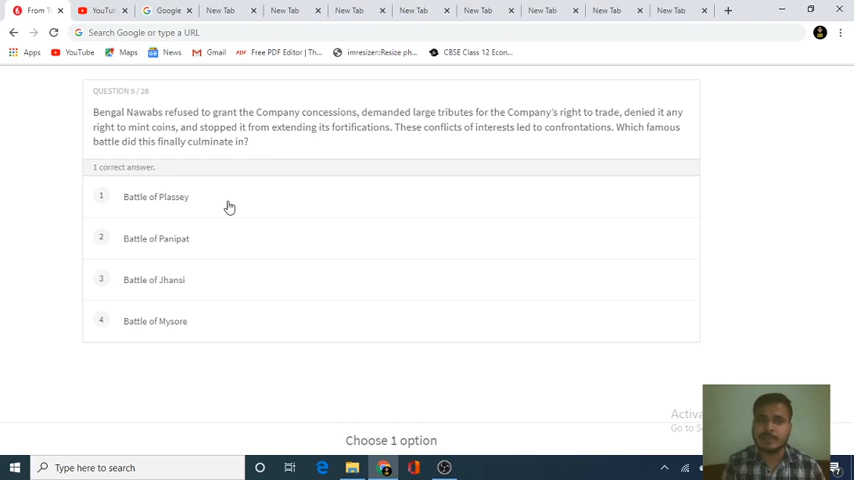 From T
YouTu
Google
New Tab
New Tab
New Tab
New Tab
New Tab
New Tab
New Tab
New Tab
Search Google or type a URL
Apps
YouTube
Maps
News
Gmail
PDF Free PDF Editor | Th...
imresizer::Resize ph...
CBSE Class 12 Econ...
QUESTION 9 / 28
Bengal Nawabs refused to grant the Company concessions, demanded large tributes for the Company's right to trade, denied it any
right to mint coins, and stopped it from extending its fortifications. These conflicts of interests led to confrontations. Which famous
battle did this finally culminate in?
1 correct answer.
1 Battle of Plassey
2 Battle of Panipat
3 Battle of Jhansi
4 Battle of Mysore
Activa
Go to S
Choose 1 option
Type here to search
7